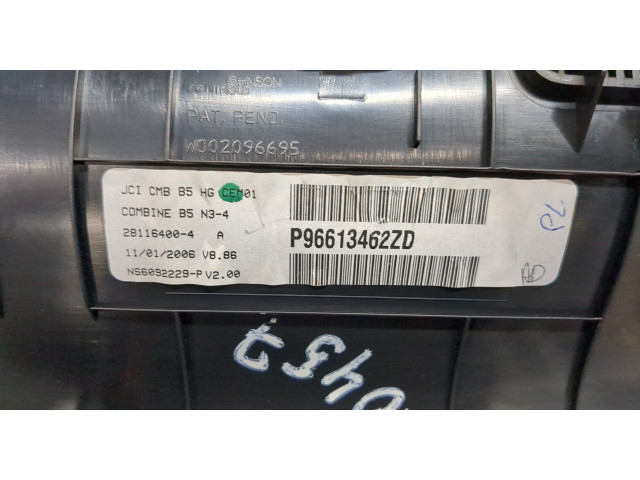 PAT. PEND.
W002096695
JCI CMB B5 HG CEM01
COMBINE B5 N3-4
28116400-4 A
11/01/2006 V8.86
NS6092229-P V2.00
P96613462ZD